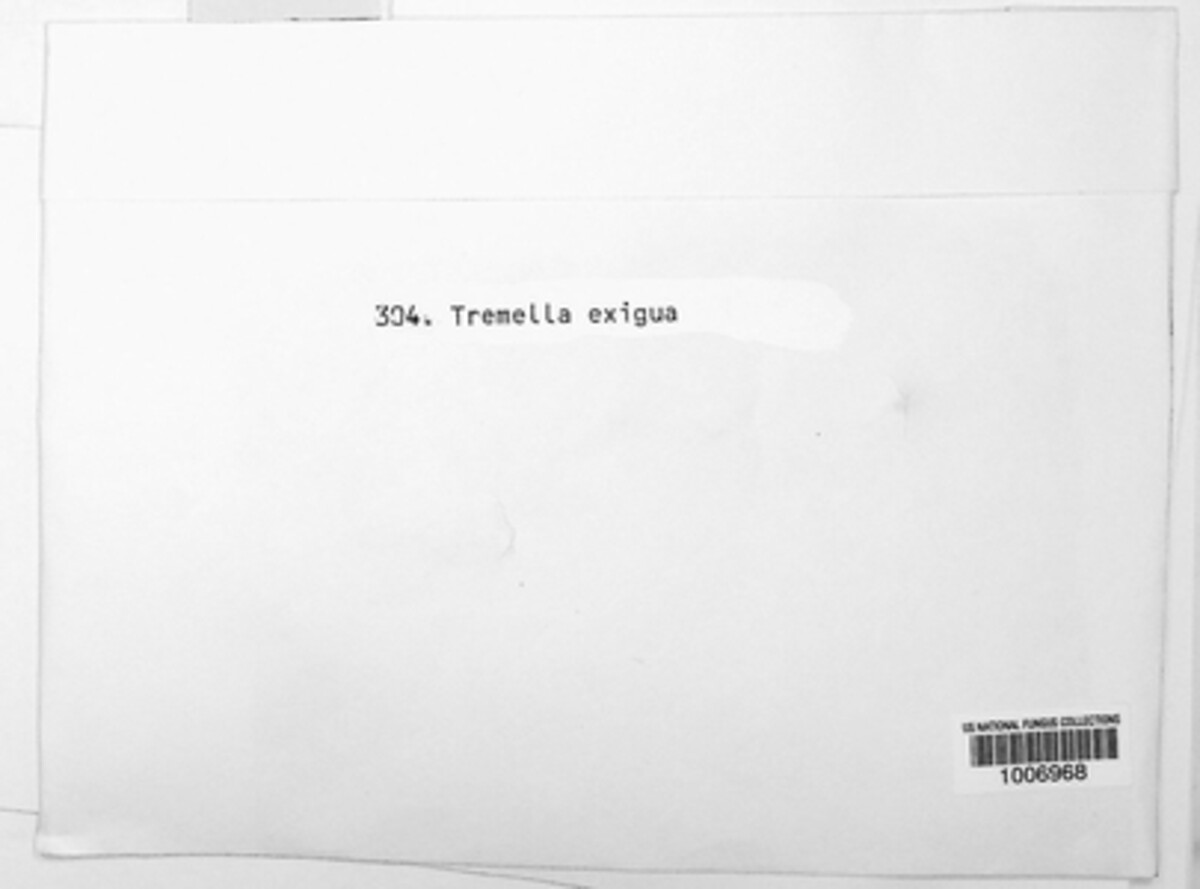 304. Tremella exigua
US NATIONAL FUNGUS COLLECTIONS
1006968